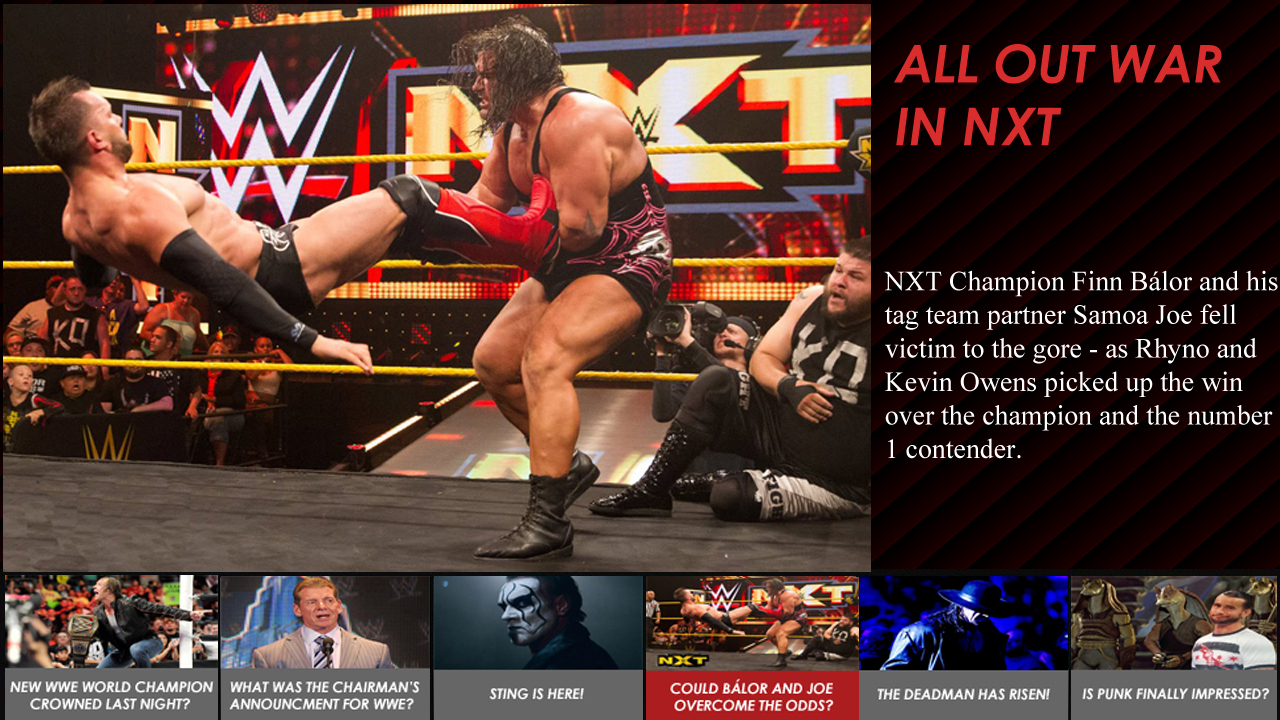 ALL OUT WAR
IN NXT
NXT Champion Finn Bálor and his
tag team partner Samoa Joe fell
victim to the gore - as Rhyno and
Kevin Owens picked up the win
over the champion and the number
1 contender.
W
NXT
N
KO
KO
NXT
NEW WWE WORLD CHAMPION
CROWNED LAST NIGHT?
WHAT WAS THE CHAIRMAN'S
ANNOUNCMENT FOR WWE?
STING IS HERE!
COULD BÁLOR AND JOE
OVERCOME THE ODDS?
THE DEADMAN HAS RISEN!
IS PUNK FINALLY IMPRESSED?